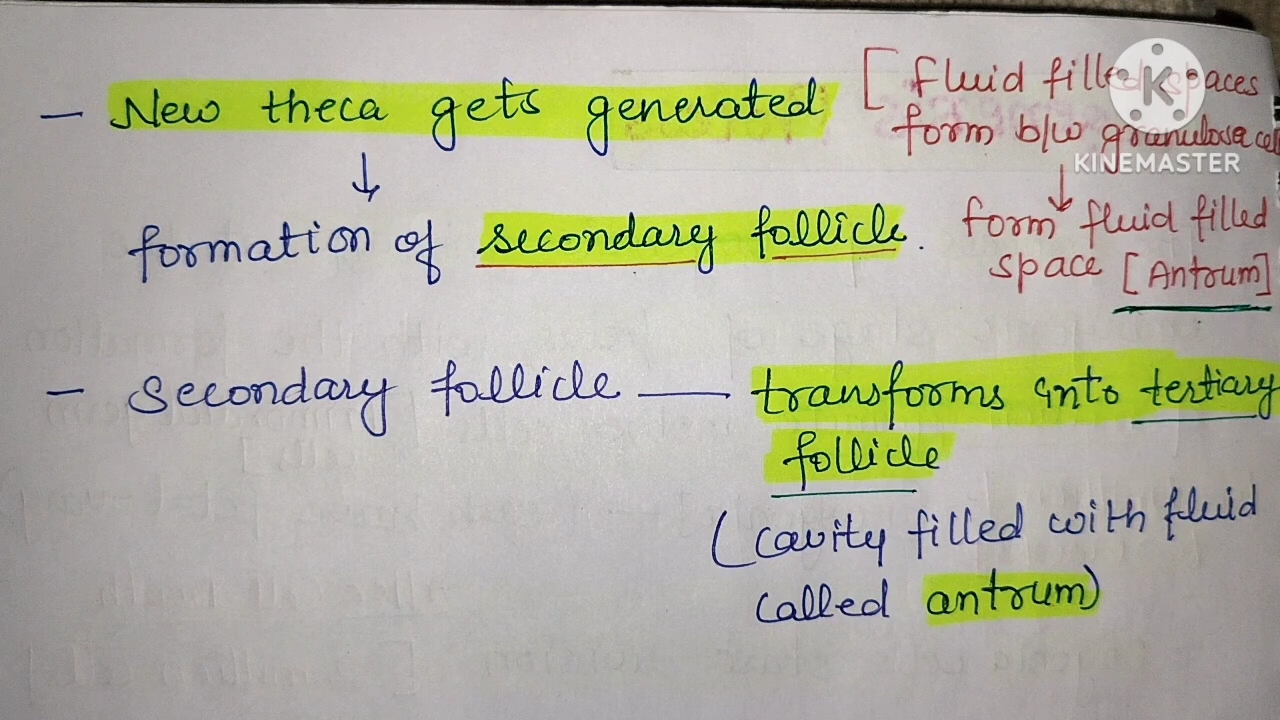 - New theca gets generated
↓
formation of secondary follicle.
[ fluid filled spaces
form b/w granulosa cell
↓
form fluid filled
space [Antrum]
- Secondary follicle — transforms into tertiary
follicle
(cavity filled with fluid
called antrum)
K
KINEMASTER